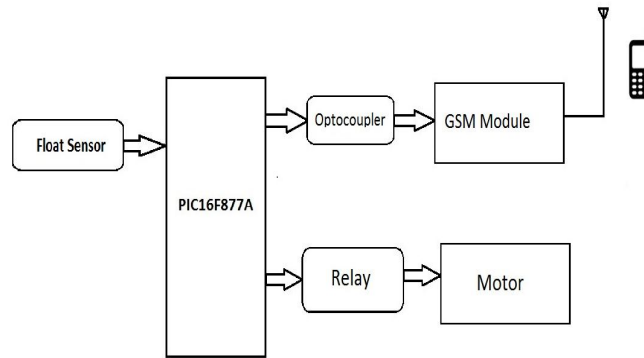 Float Sensor
PIC16F877A
Optocoupler
GSM Module
Relay
Motor